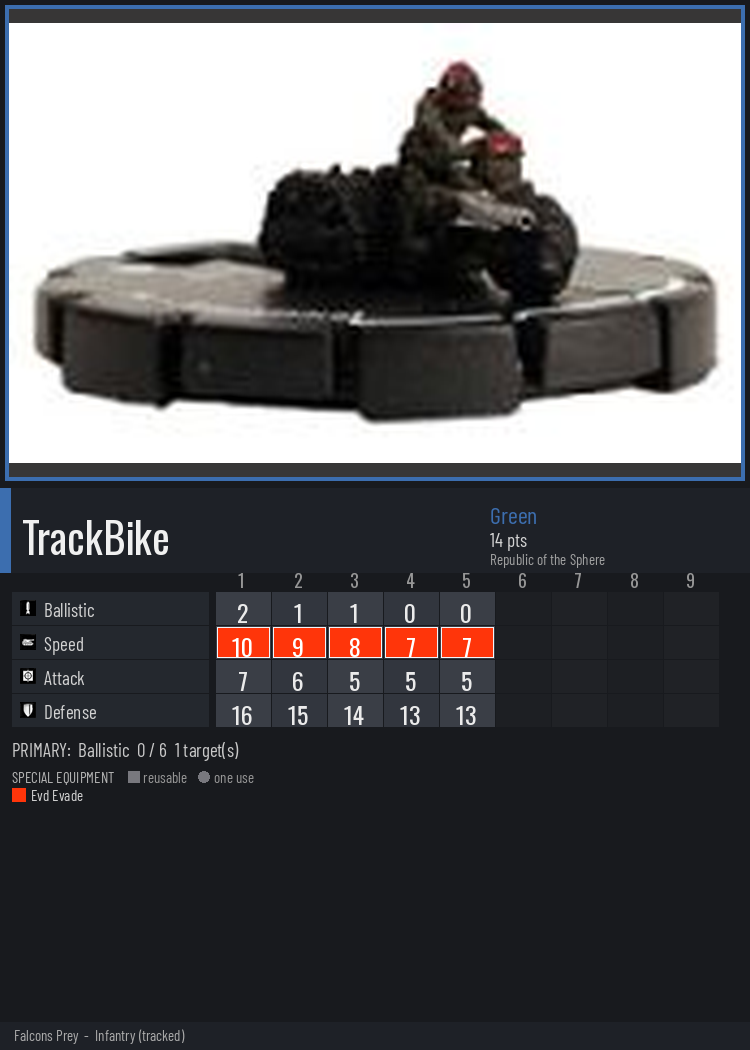 TrackBike
Green
14 pts
Republic of the Sphere
1 2 3 4 5 6 7 8 9
Ballistic 2 1 1 0 0
Speed 10 9 8 7 7
Attack 7 6 5 5 5
Defense 16 15 14 13 13
PRIMARY: Ballistic 0 / 6 1 target(s)
SPECIAL EQUIPMENT reusable one use
Evd Evade
Falcons Prey - Infantry (tracked)